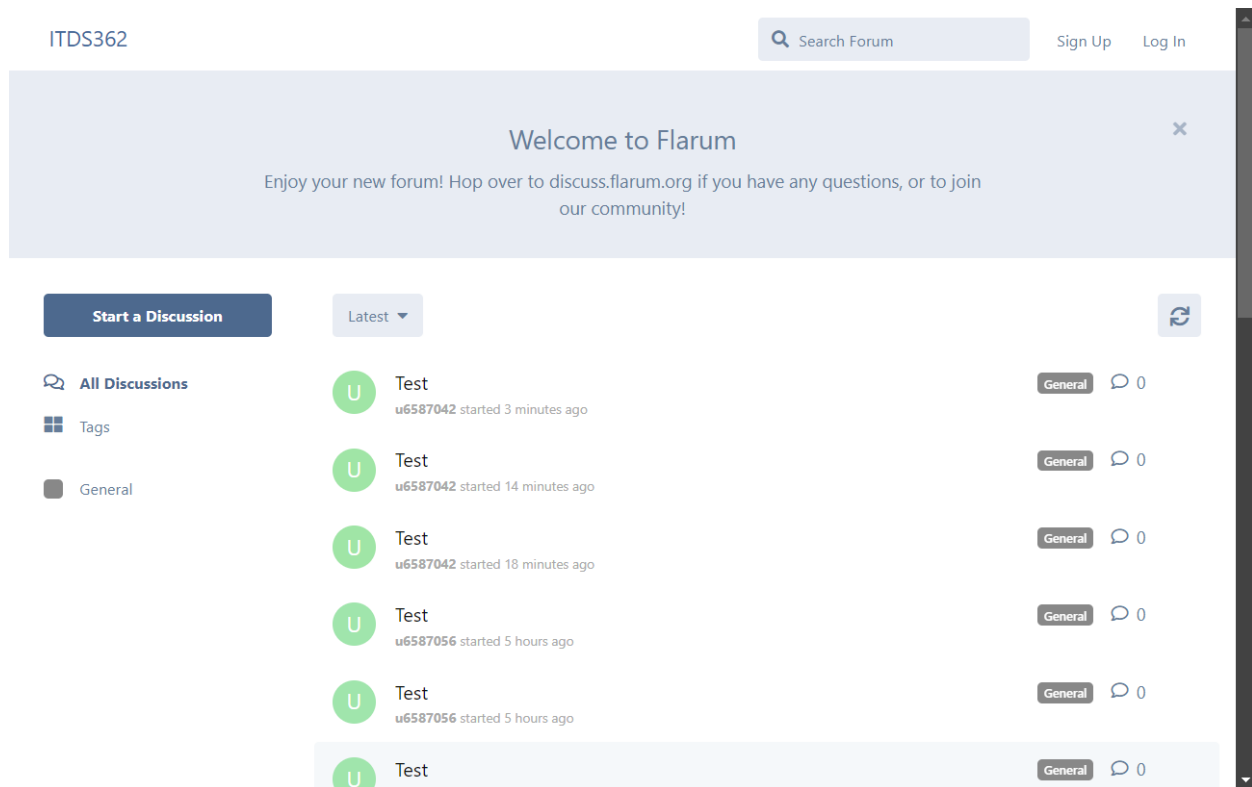 ITDS362
Search Forum
Sign Up
Log In
Welcome to Flarum
Enjoy your new forum! Hop over to discuss.flarum.org if you have any questions, or to join
our community!
Start a Discussion
Latest
All Discussions
Tags
General
U
Test
General
0
u6587042 started 3 minutes ago
U
Test
General
0
u6587042 started 14 minutes ago
U
Test
General
0
u6587042 started 18 minutes ago
U
Test
General
0
u6587056 started 5 hours ago
U
Test
General
0
u6587056 started 5 hours ago
U
Test
General
0